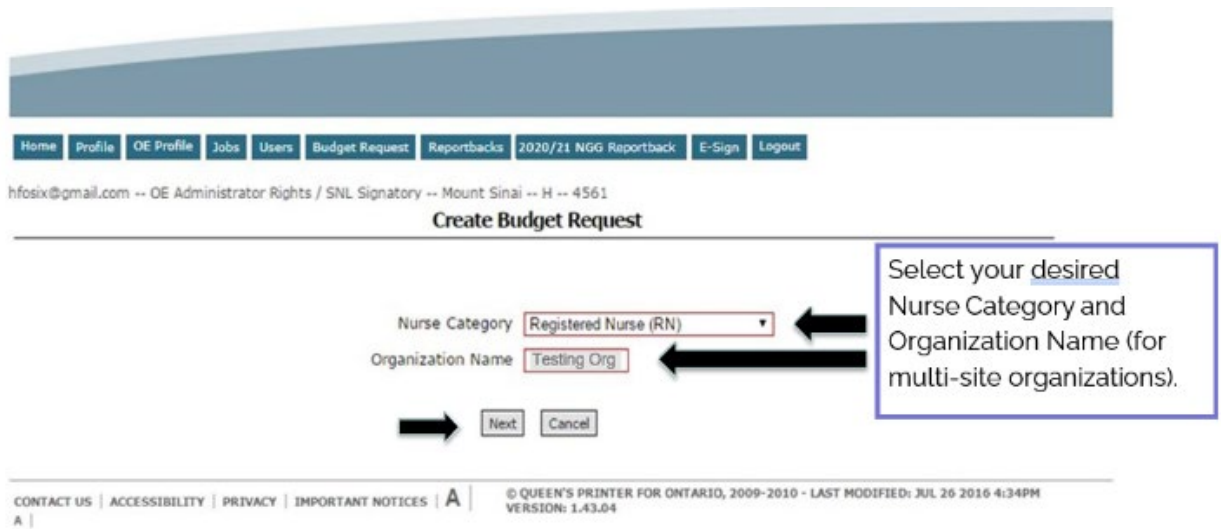 Home Profile OE Profile Jobs Users Budget Request Reportbacks 2020/21 NGG Reportback E-Sign Logout
hfosix@gmail.com -- OE Administrator Rights / SNL Signatory -- Mount Sinai -- H -- 4561
Create Budget Request
Nurse Category Registered Nurse (RN)
Organization Name Testing Org
Next Cancel
Select your desired
Nurse Category and
Organization Name (for
multi-site organizations).
CONTACT US | ACCESSIBILITY | PRIVACY | IMPORTANT NOTICES | A
A |
© QUEEN'S PRINTER FOR ONTARIO, 2009-2010 - LAST MODIFIED: JUL 26 2016 4:34PM
VERSION: 1.43.04